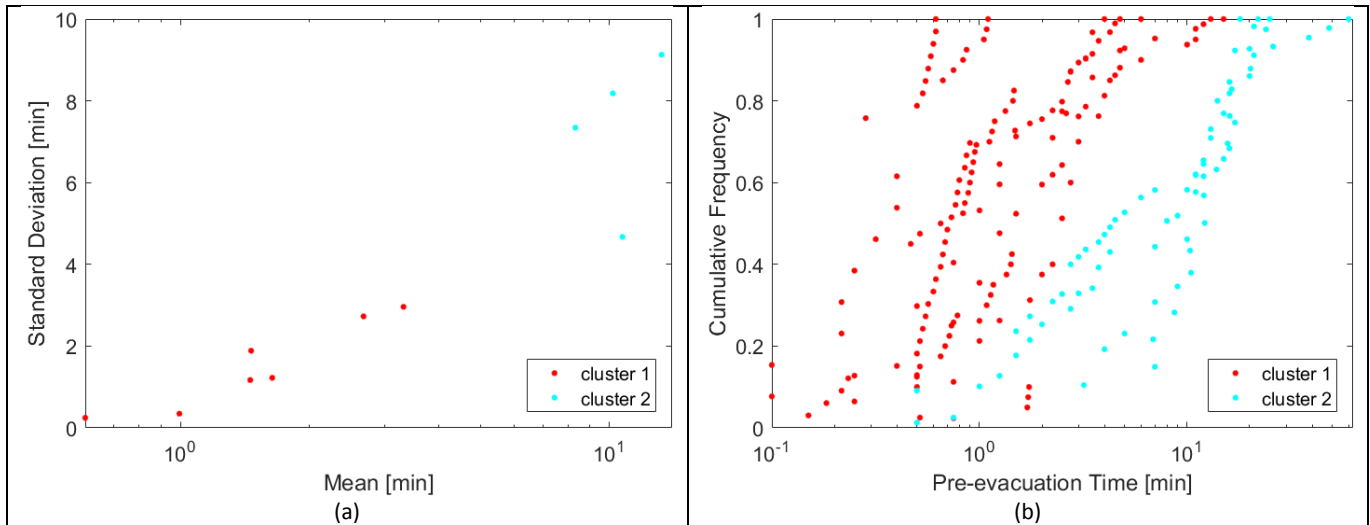 10
8
6
4
2
0
Standard Deviation [min]
10⁰
10¹
Mean [min]
cluster 1
cluster 2
(a)
1
0.8
0.6
0.4
0.2
0
Cumulative Frequency
10⁻¹
10⁰
10¹
Pre-evacuation Time [min]
cluster 1
cluster 2
(b)